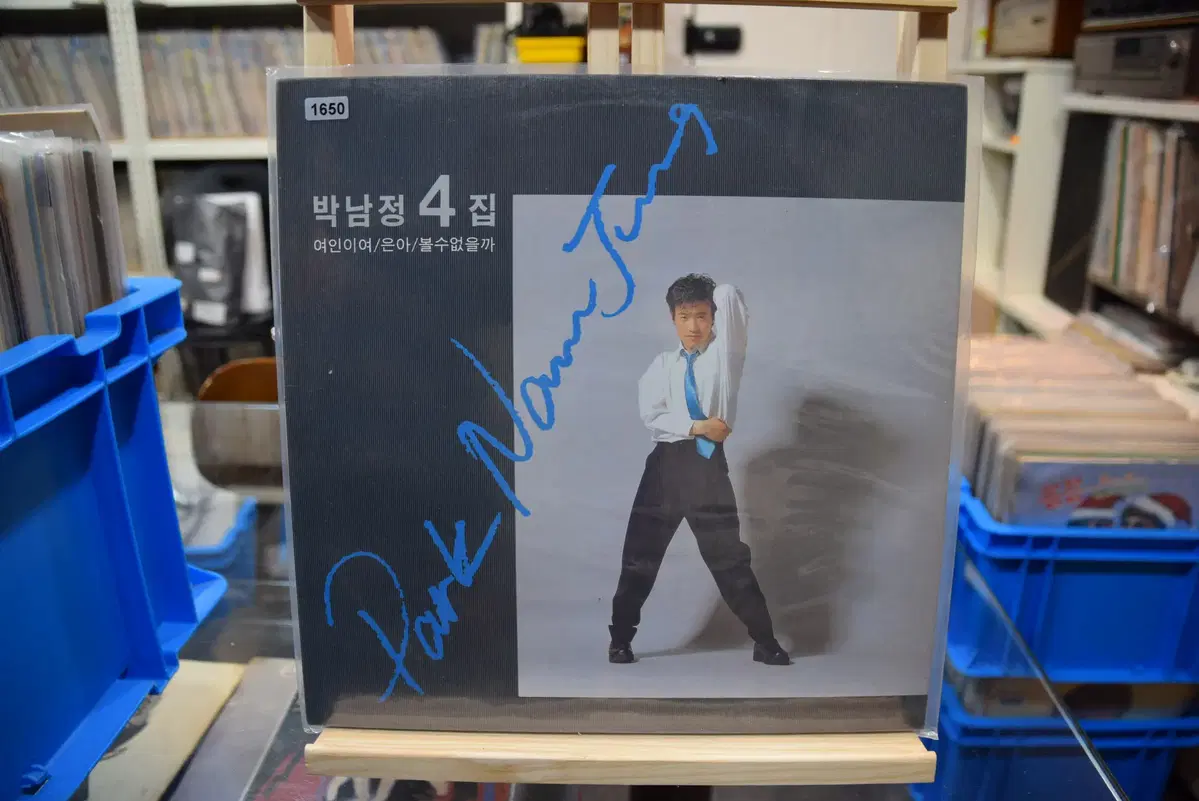 1650
박남정 4 집
여인이여/은아/볼수없을까
Park Nam Jung